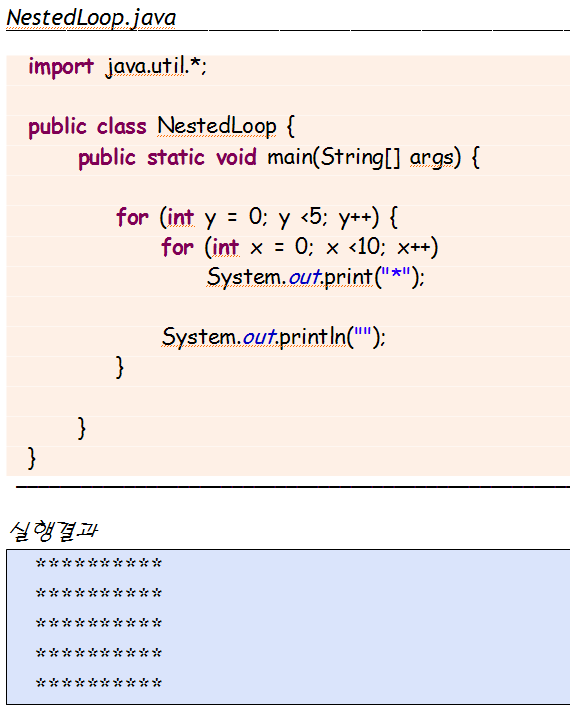 NestedLoop.java
import java.util.*;
public class NestedLoop {
public static void main(String[] args) {
for (int y = 0; y <5; y++) {
for (int x = 0; x <10; x++)
System.out.print("*");
System.out.println("");
}
}
}
실행결과
**********
**********
**********
**********
**********